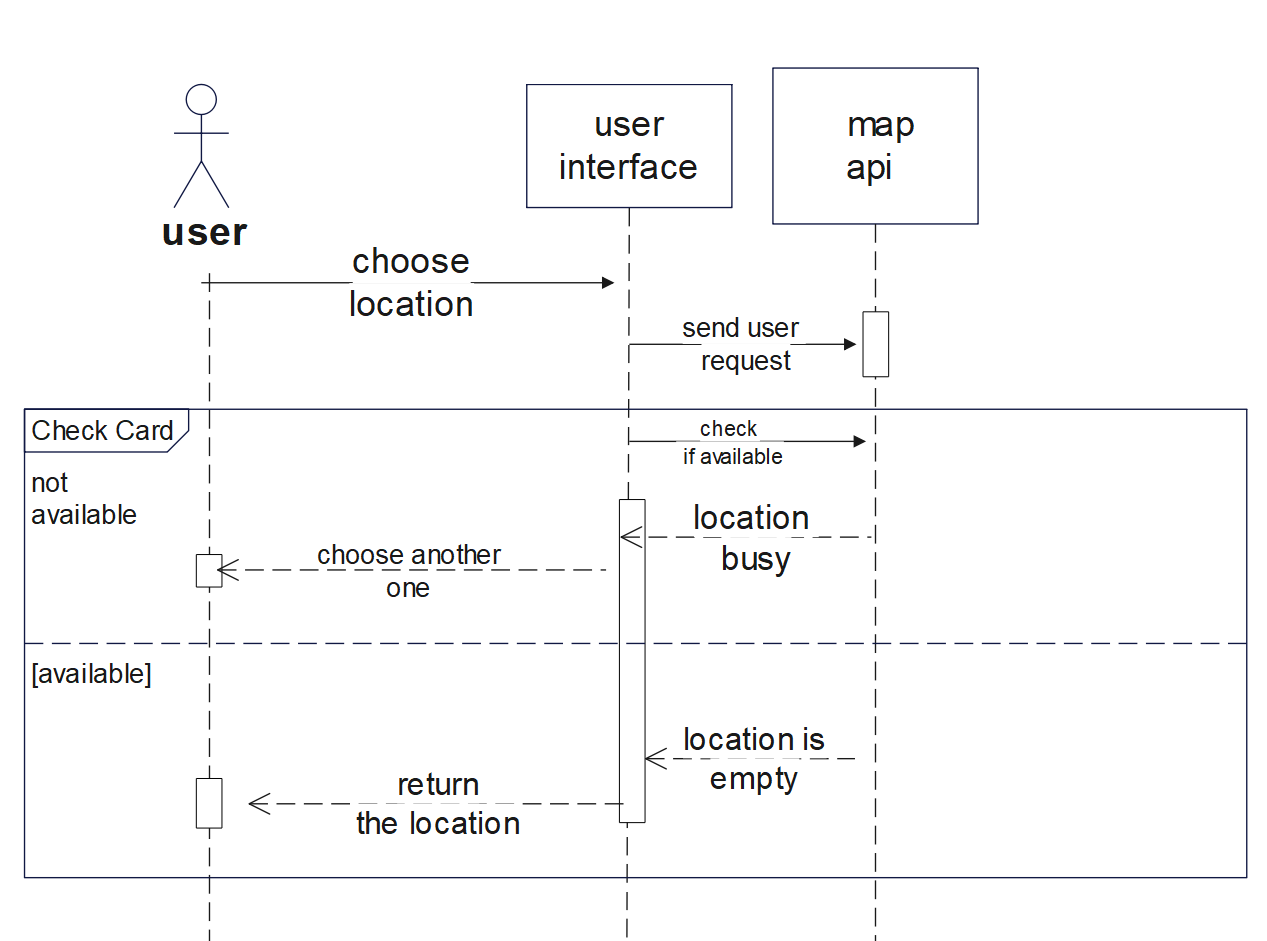 user
interface
map
api
user
choose
location
send user
request
Check Card
check
if available
not
available
location
busy
choose another
one
[available]
location is
empty
return
the location